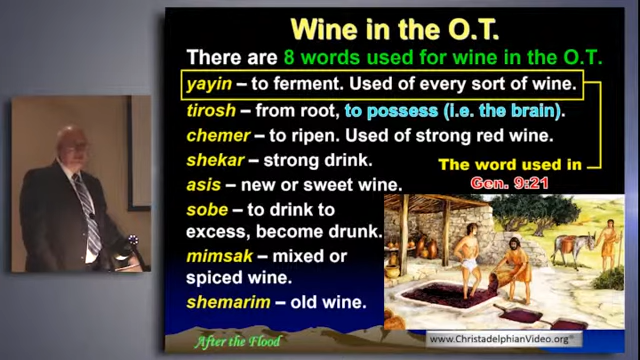 Wine in the O.T.
There are 8 words used for wine in the O.T.
yayin – to ferment. Used of every sort of wine.
tirosh – from root, to possess (i.e. the brain).
chemer – to ripen. Used of strong red wine.
shekar – strong drink.
The word used in
Gen. 9:21
asis – new or sweet wine.
sobe – to drink to
excess, become drunk.
mimsak – mixed or
spiced wine.
shemarim – old wine.
After the Flood
www.ChristadelphianVideo.org